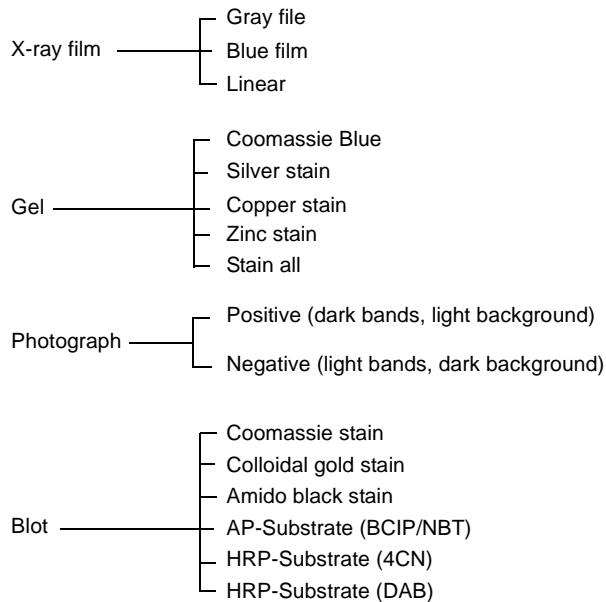 X-ray film
Gray file
Blue film
Linear
Gel
Coomassie Blue
Silver stain
Copper stain
Zinc stain
Stain all
Photograph
Positive (dark bands, light background)
Negative (light bands, dark background)
Blot
Coomassie stain
Colloidal gold stain
Amido black stain
AP-Substrate (BCIP/NBT)
HRP-Substrate (4CN)
HRP-Substrate (DAB)